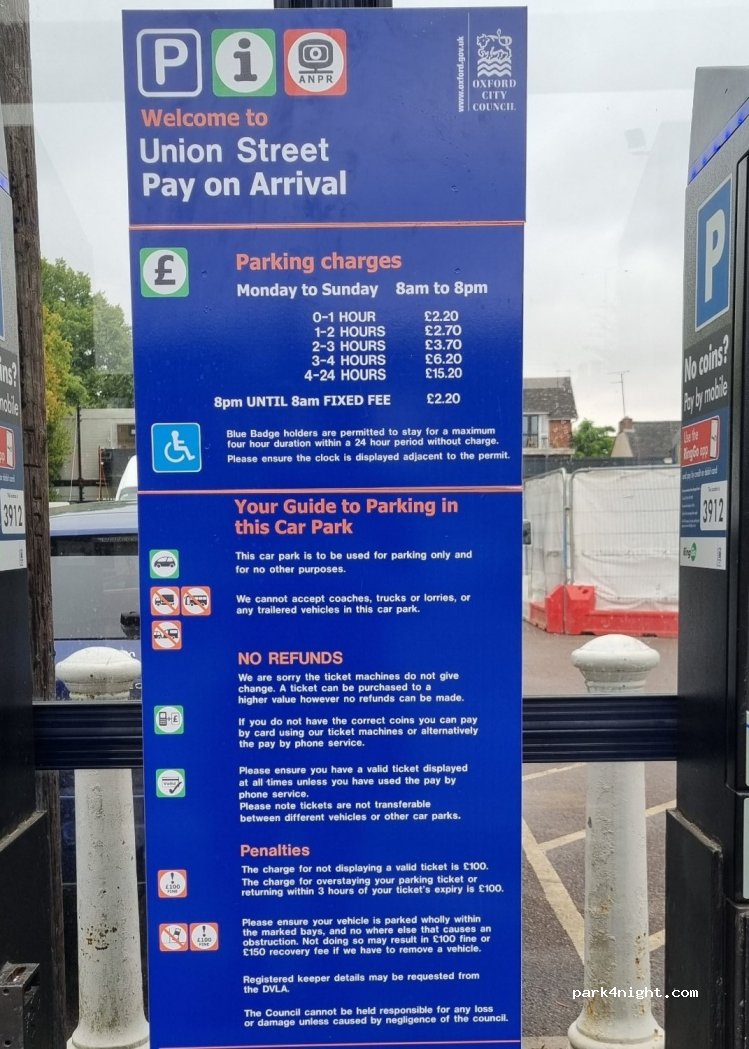 P i ANPR
www.oxford.gov.uk
OXFORD
CITY
COUNCIL
Welcome to
Union Street
Pay on Arrival
£
Parking charges
Monday to Sunday 8am to 8pm
0-1 HOUR £2.20
1-2 HOURS £2.70
2-3 HOURS £3.70
3-4 HOURS £6.20
4-24 HOURS £15.20
8pm UNTIL 8am FIXED FEE £2.20
Blue Badge holders are permitted to stay for a maximum
four hour duration within a 24 hour period without charge.
Please ensure the clock is displayed adjacent to the permit.
Your Guide to Parking in
this Car Park
This car park is to be used for parking only and
for no other purposes.
We cannot accept coaches, trucks or lorries, or
any trailered vehicles in this car park.
NO REFUNDS
We are sorry the ticket machines do not give
change. A ticket can be purchased to a
higher value however no refunds can be made.
If you do not have the correct coins you can pay
by card using our ticket machines or alternatively
the pay by phone service.
Please ensure you have a valid ticket displayed
at all times unless you have used the pay by
phone service.
Please note tickets are not transferable
between different vehicles or other car parks.
Penalties
£100
FINE
The charge for not displaying a valid ticket is £100.
The charge for overstaying your parking ticket or
returning within 3 hours of your ticket's expiry is £100.
£100
FINE
Please ensure your vehicle is parked wholly within
the marked bays, and no where else that causes an
obstruction. Not doing so may result in £100 fine or
£150 recovery fee if we have to remove a vehicle.
Registered keeper details may be requested from
the DVLA.
The Council cannot be held responsible for any loss
or damage unless caused by negligence of the council.
ins?
mobile
3912
P
No coins?
Pay by mobile
Use the
RingGo app
3912
RingGo
park4night.com